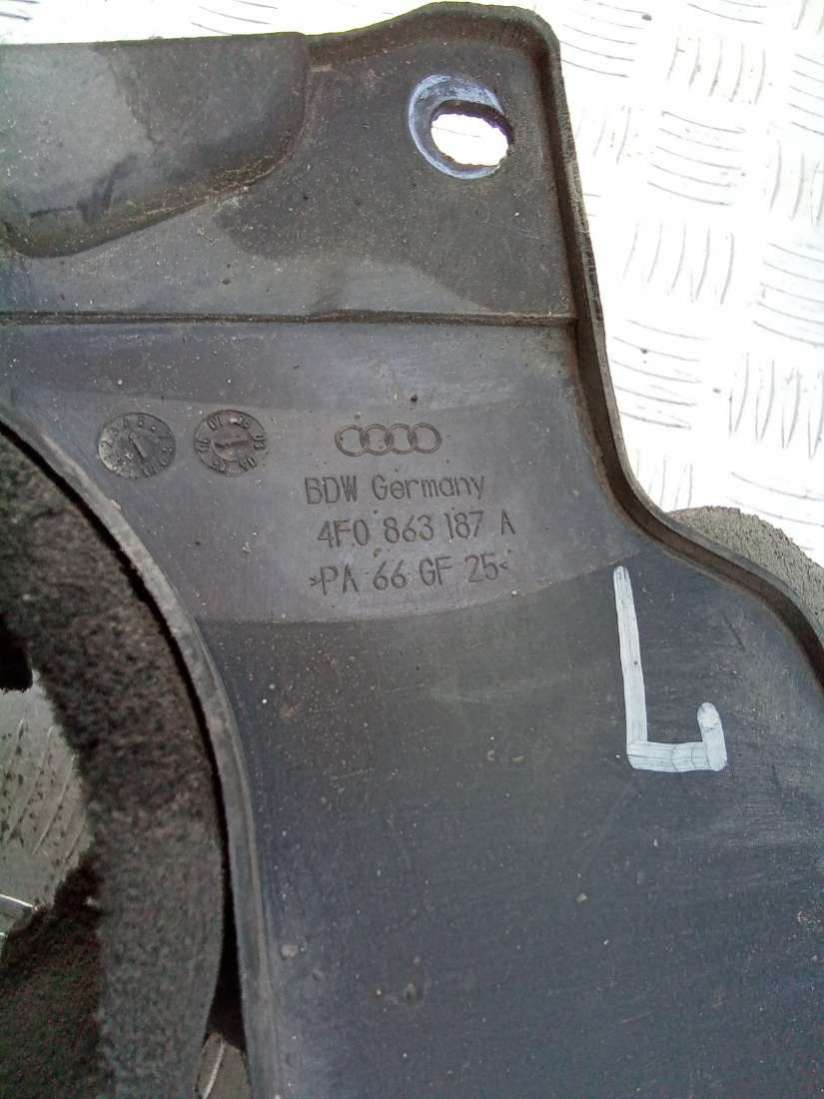 BDW Germany
4F0 863 187 A
>PA 66 GF 25<
L